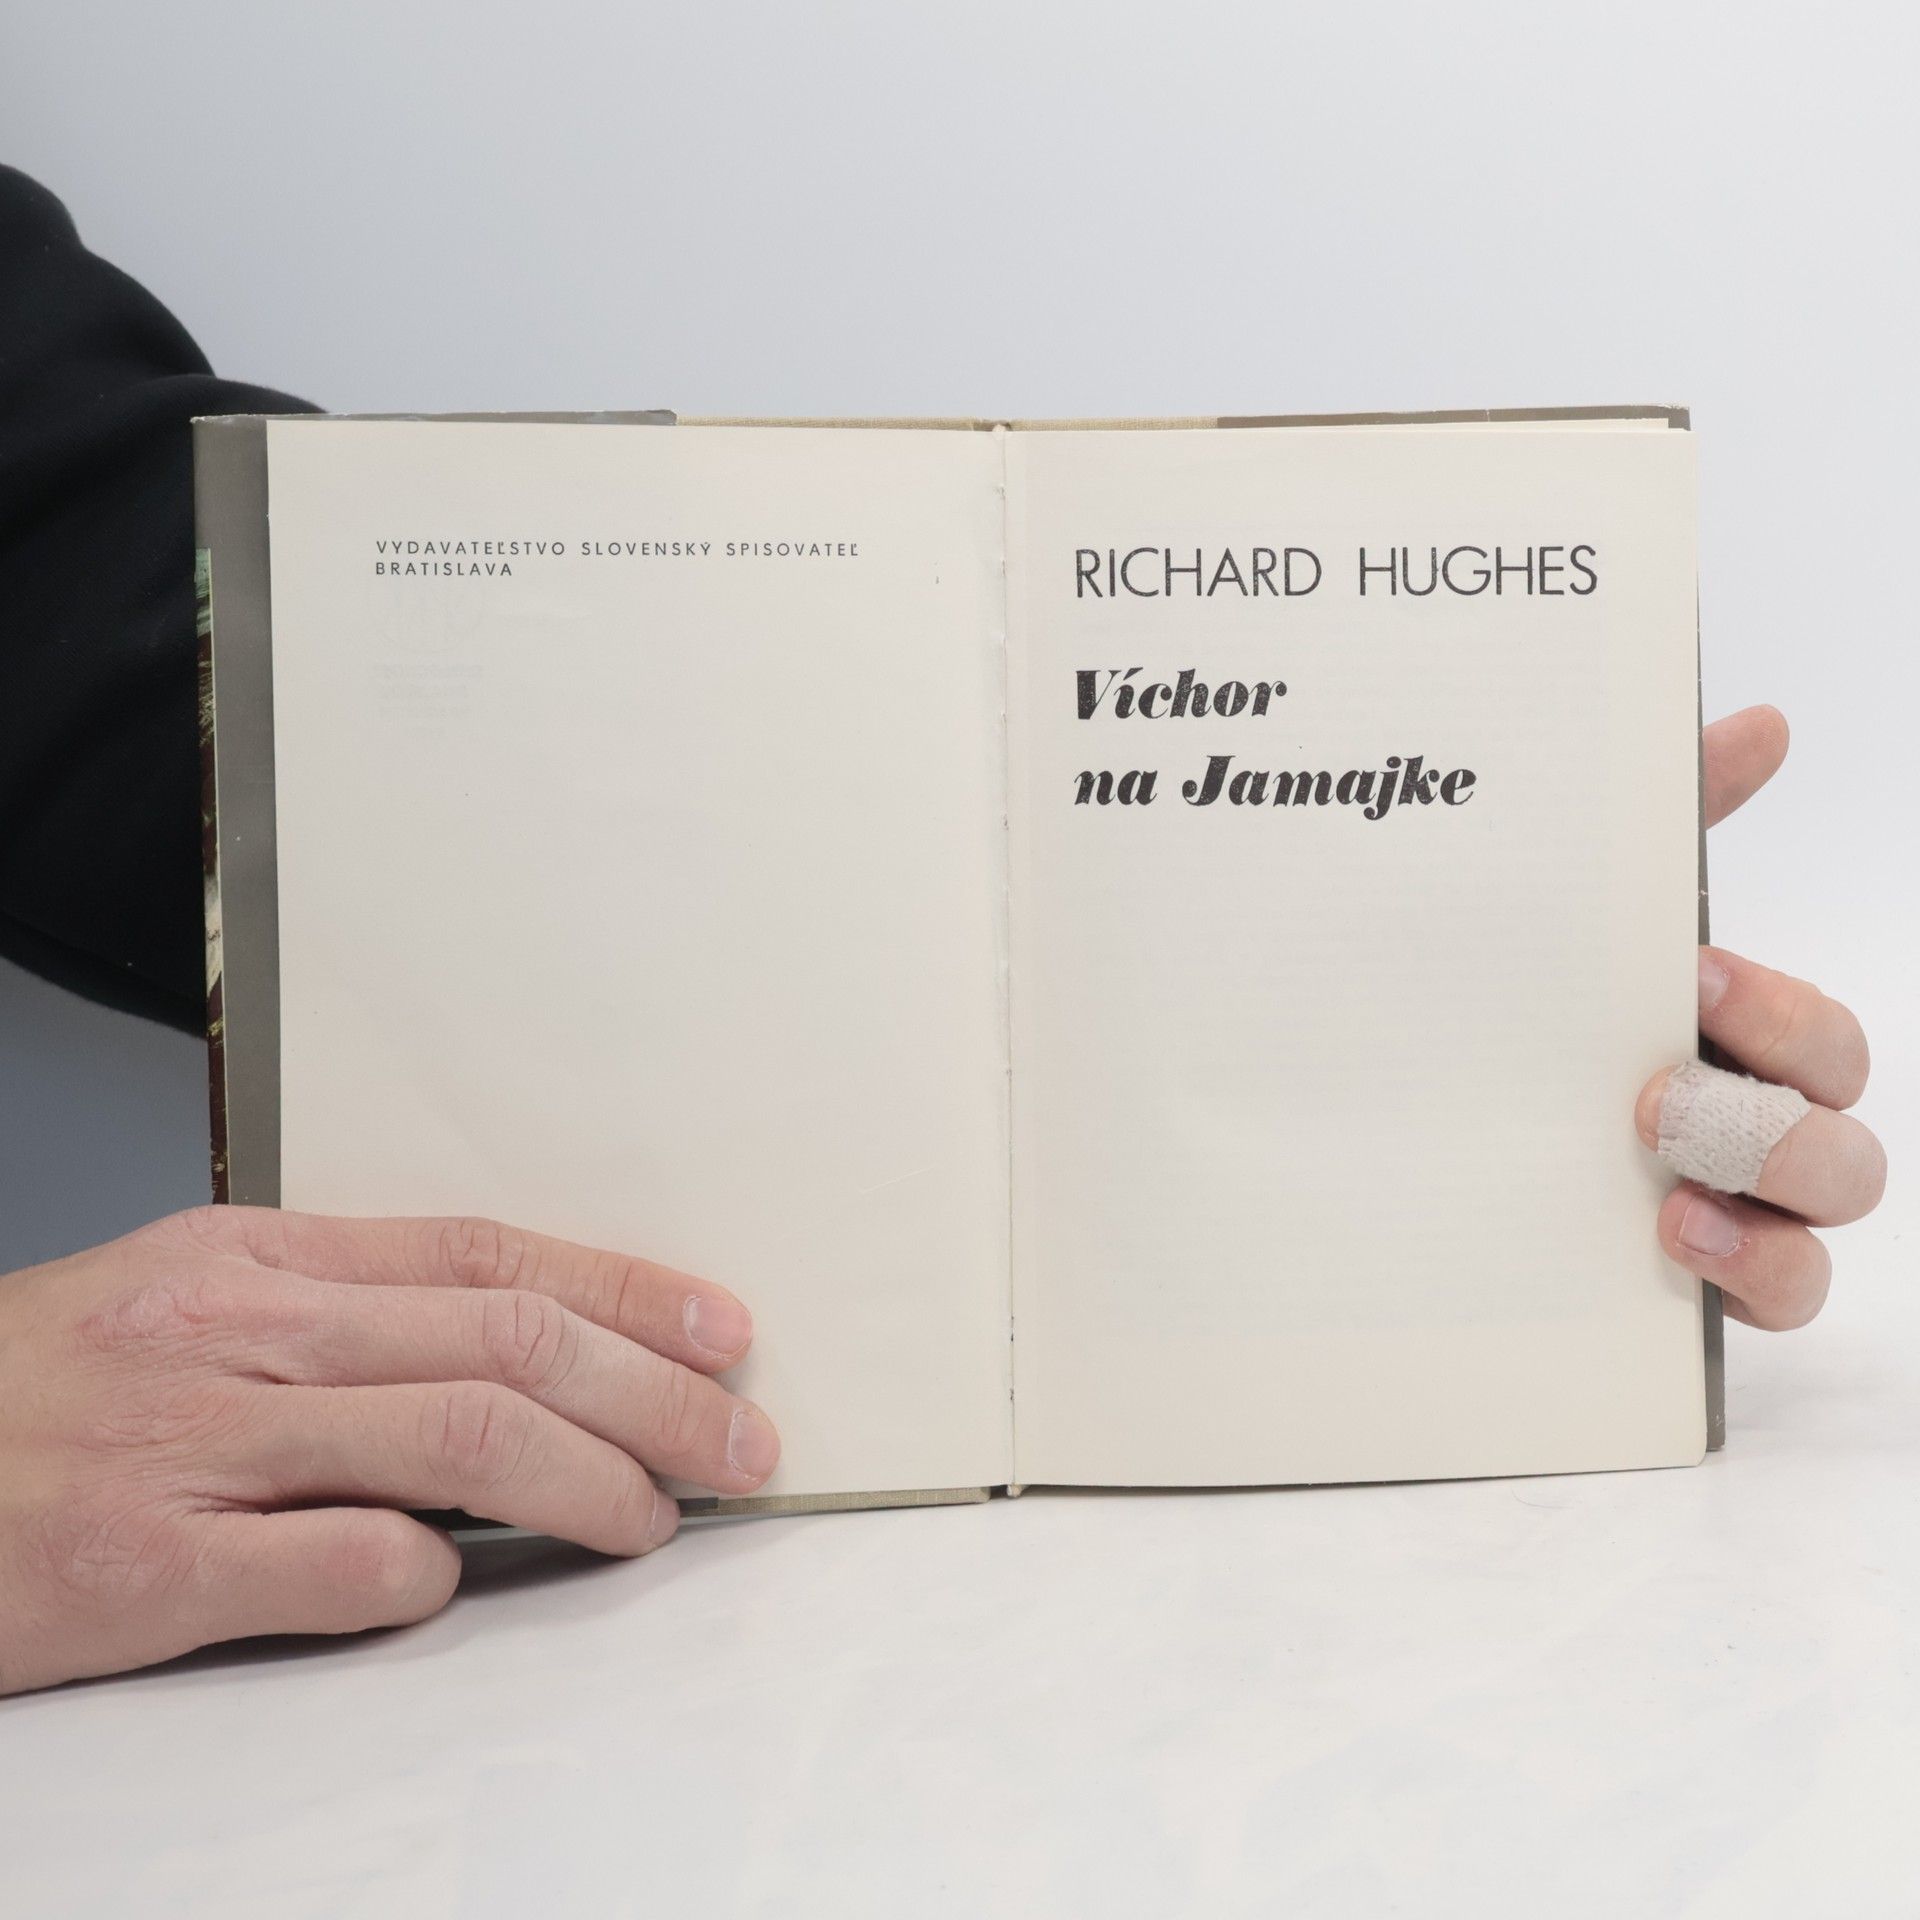 VYDAVATEĽSTVO SLOVENSKÝ SPISOVATEĽ
BRATISLAVA
RICHARD HUGHES
Víchor
na Jamajke